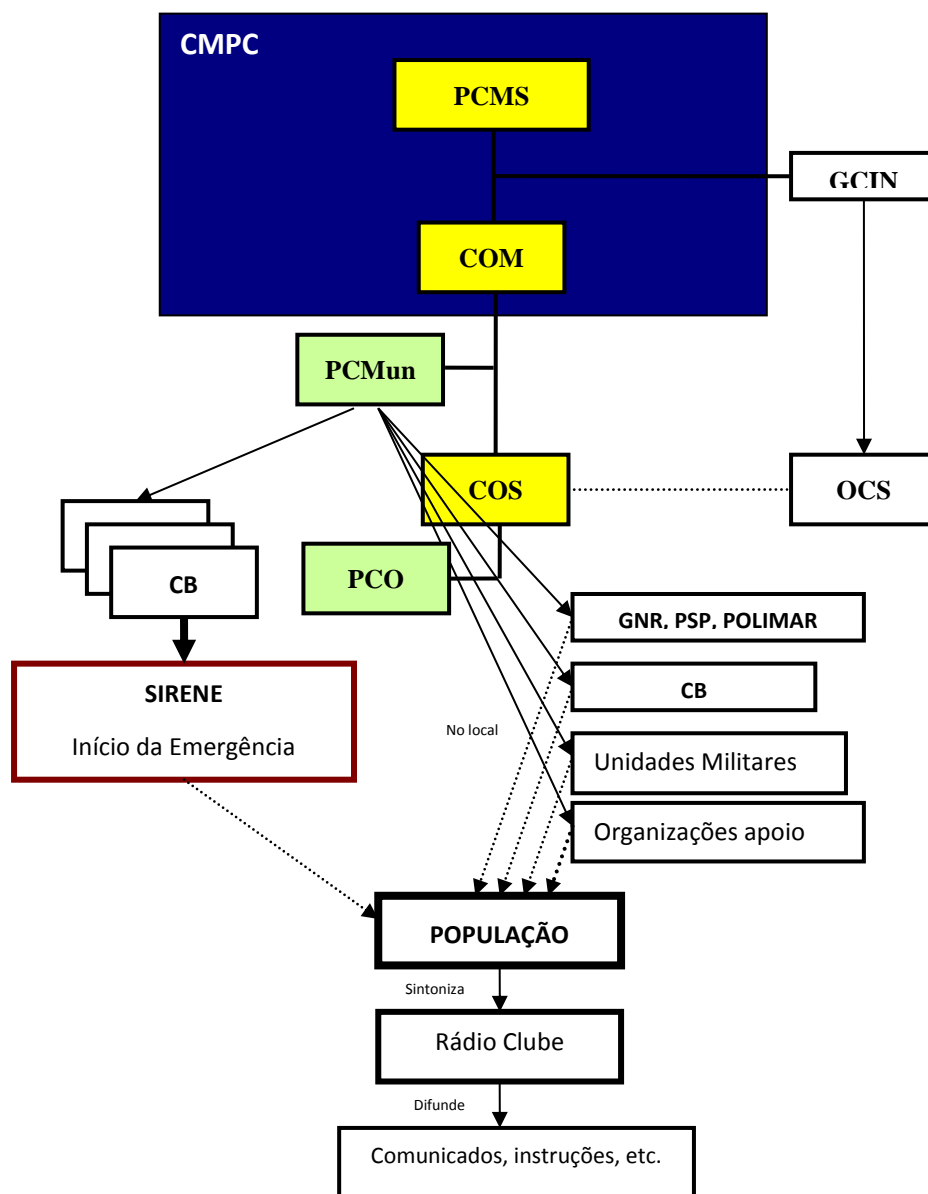 CMPC
PCMS
GCIN
COM
PCMun
COS
OCS
CB
PCO
GNR, PSP, POLIMAR
SIRENE
Início da Emergência
CB
No local
Unidades Militares
Organizações apoio
POPULAÇÃO
Sintoniza
Rádio Clube
Difunde
Comunicados, instruções, etc.